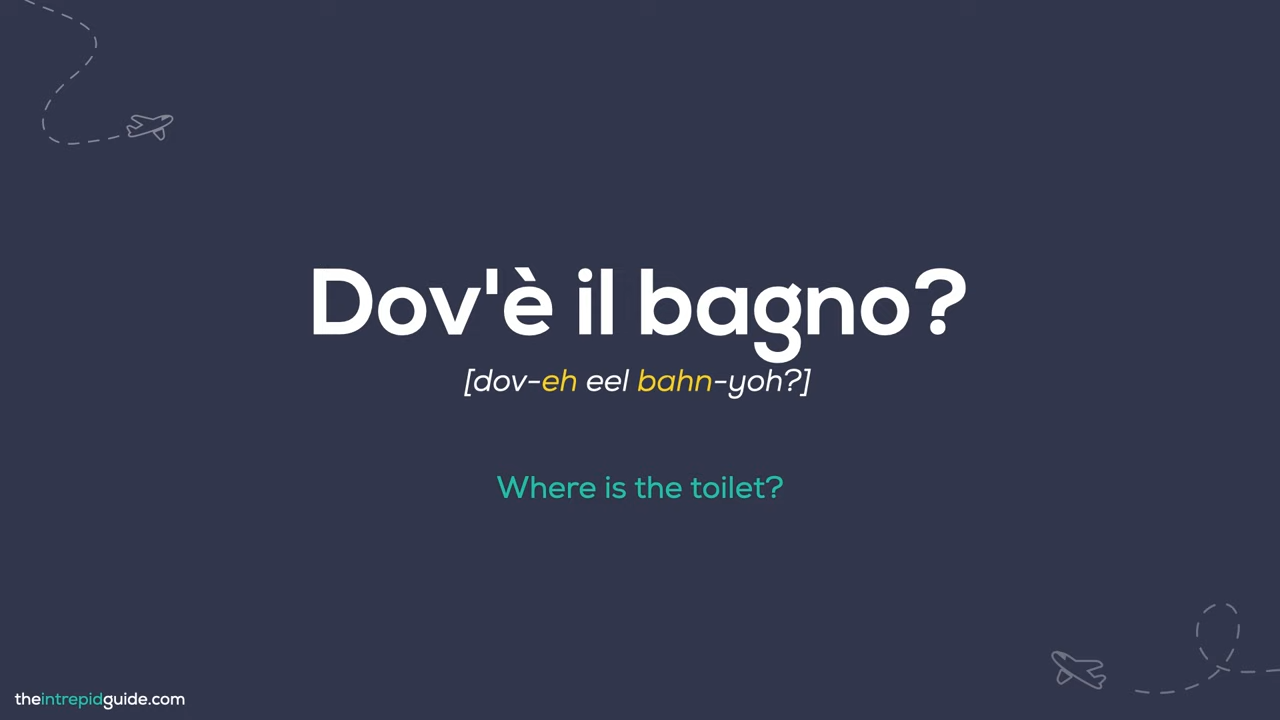 Dov'è il bagno?
[dov-eh eel bahn-yoh?]
Where is the toilet?
theintrepidguide.com